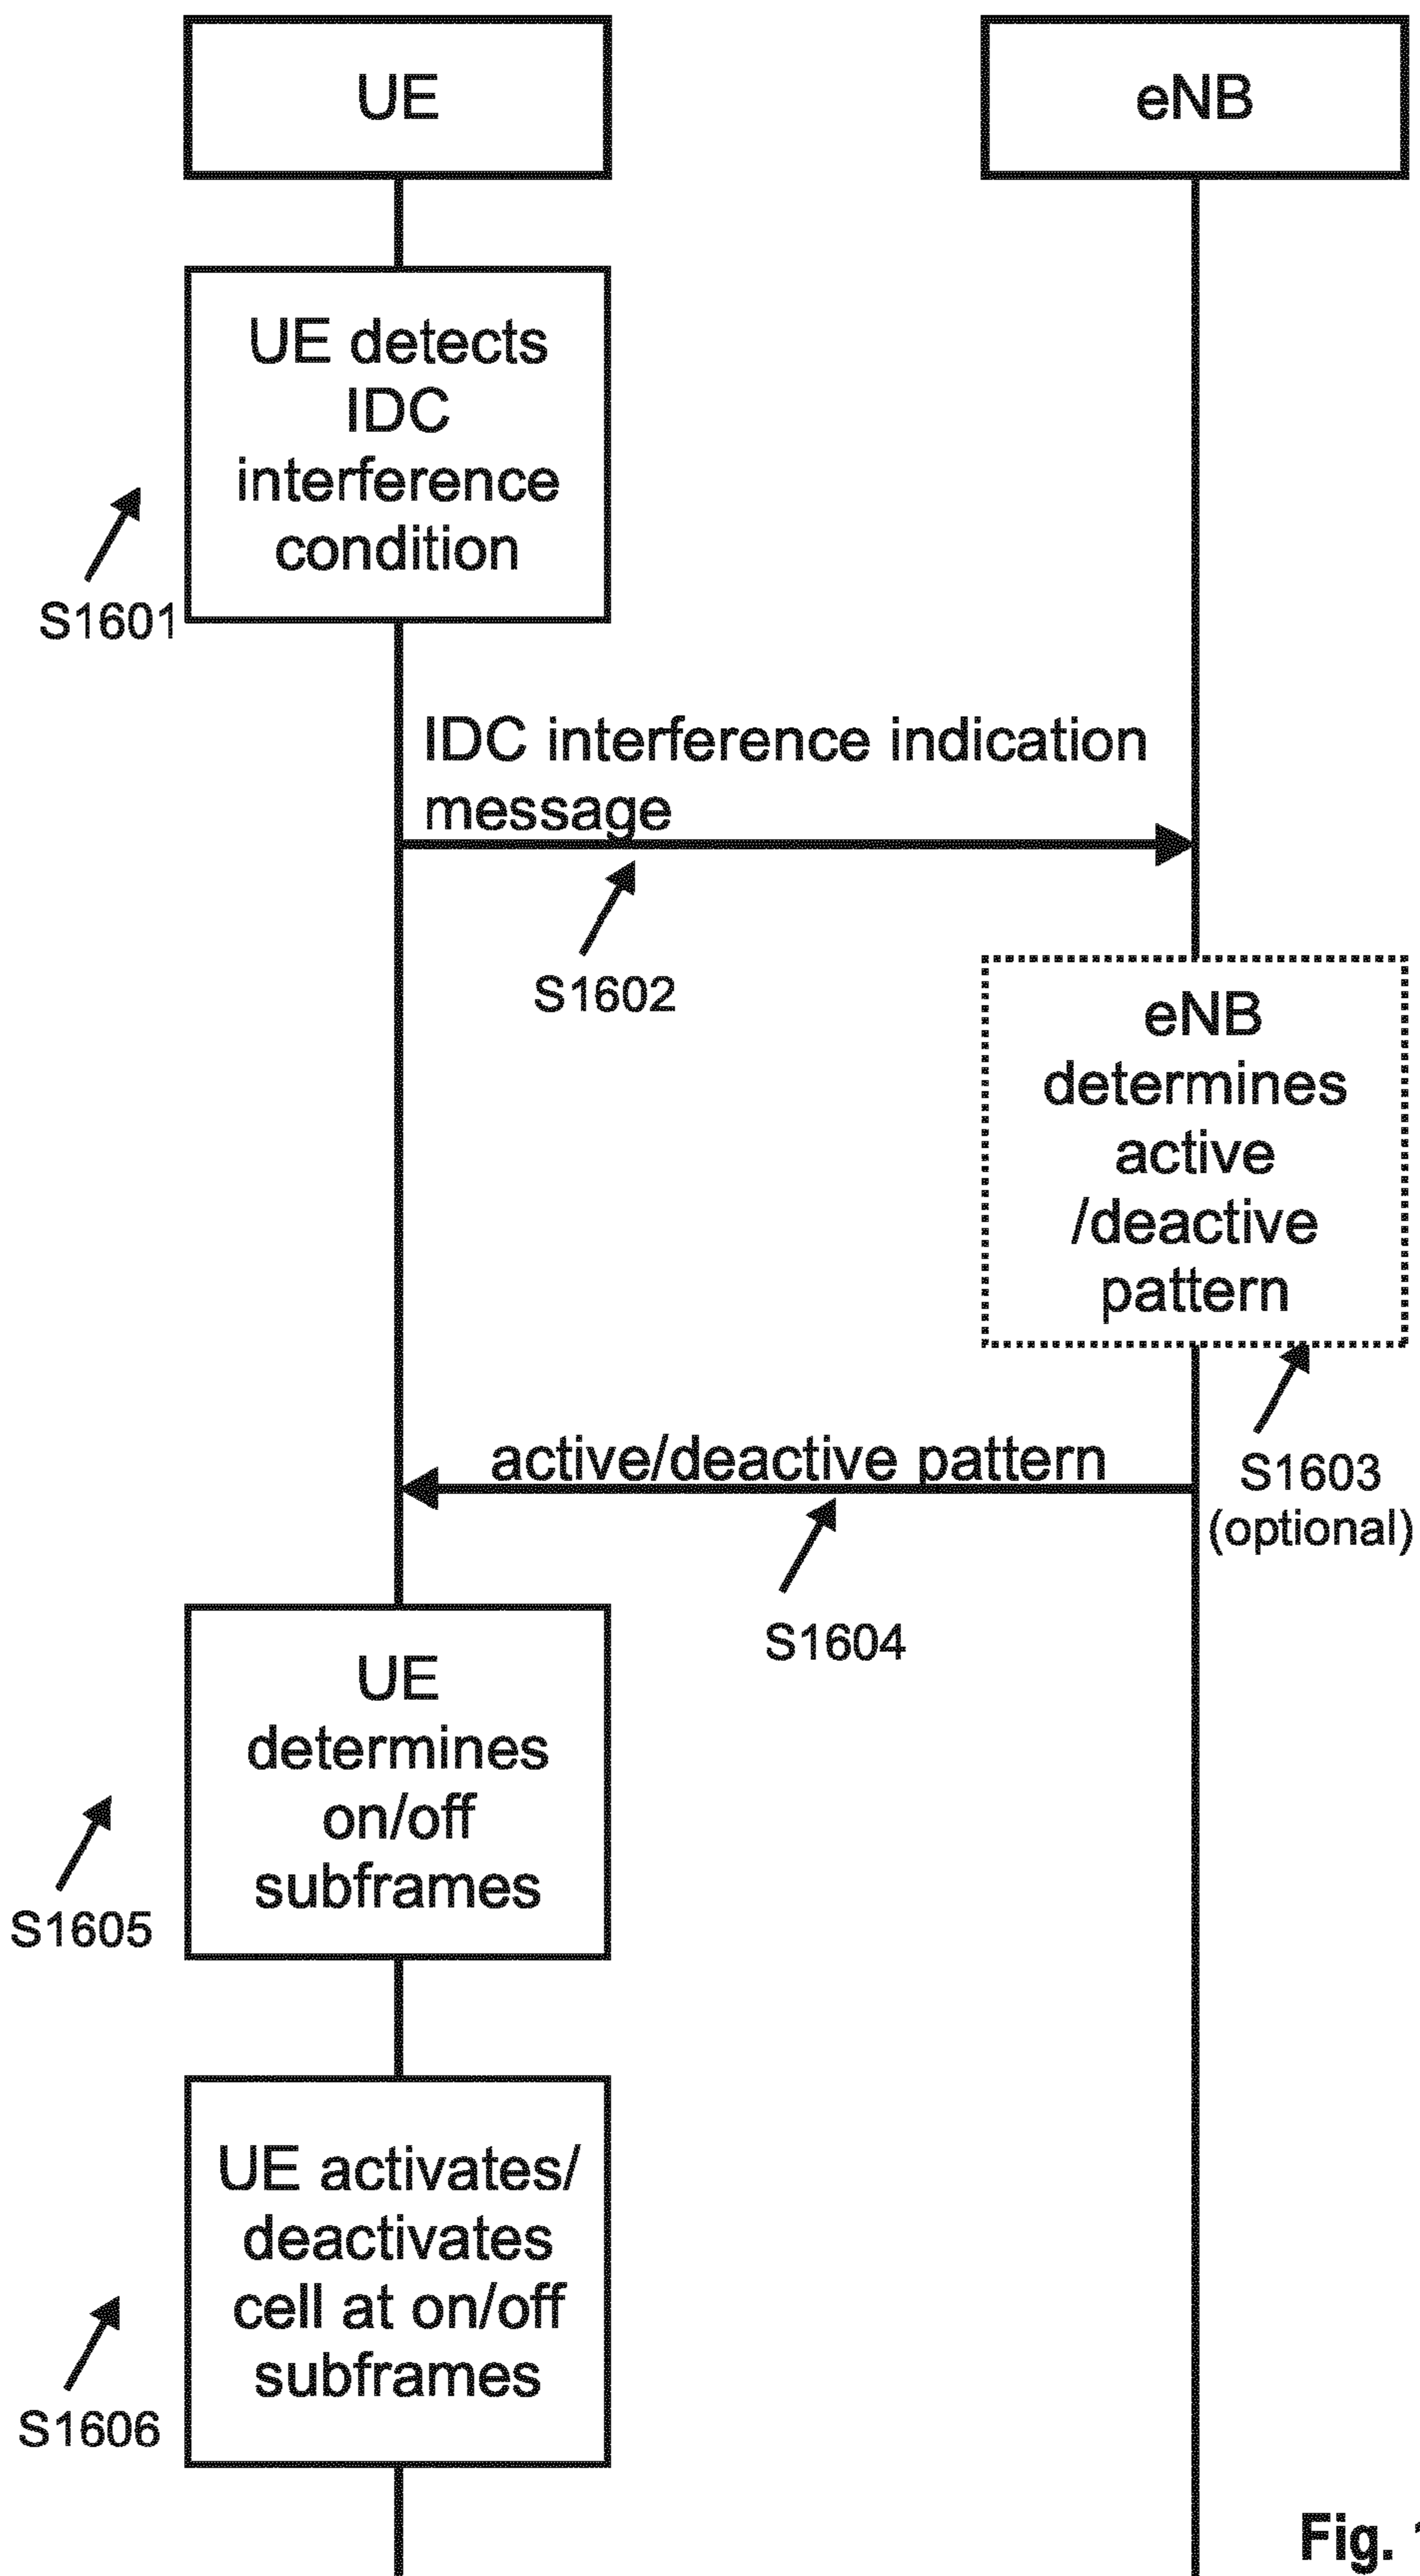 UE
eNB
UE detects
IDC
interference
condition
S1601
IDC interference indication
message
S1602
eNB
determines
active
/deactive
pattern
S1603
(optional)
active/deactive pattern
S1604
UE
determines
on/off
subframes
S1605
UE activates/
deactivates
cell at on/off
subframes
S1606
Fig.